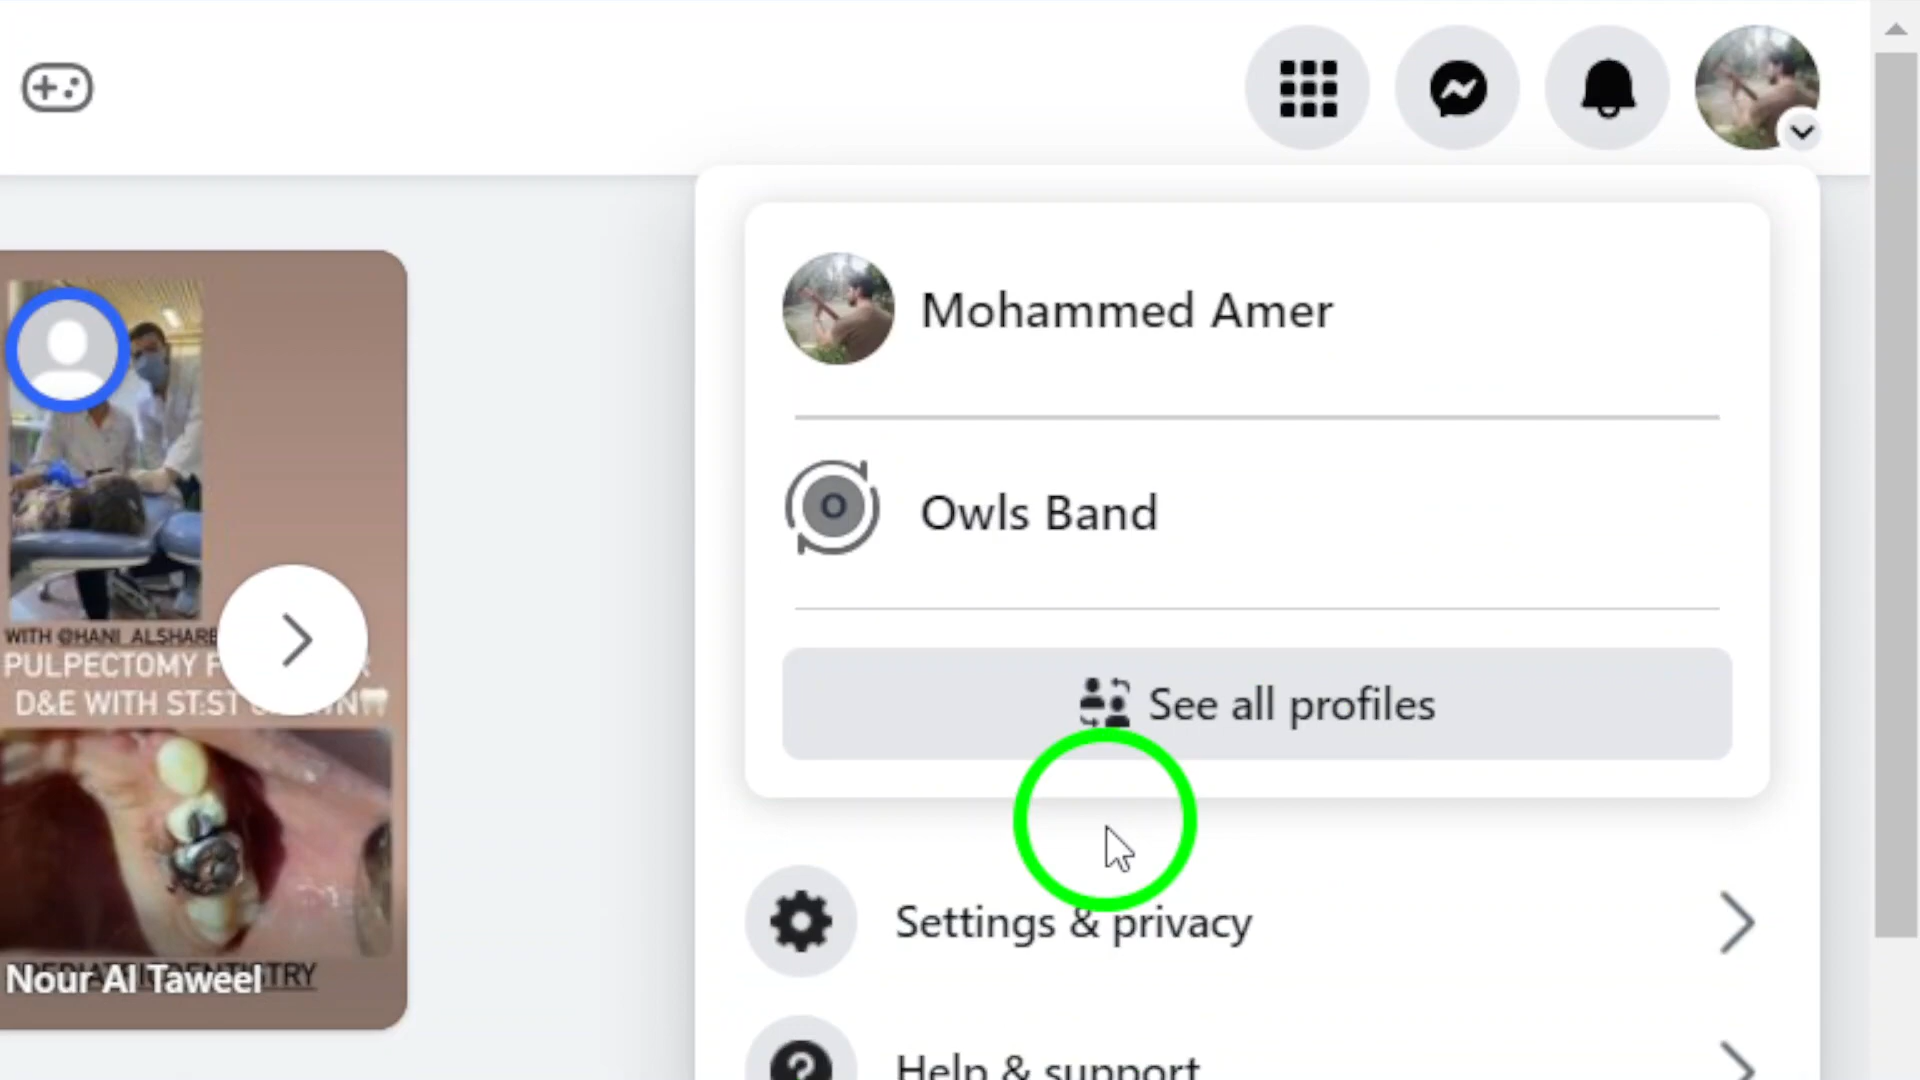 Mohammed Amer
O
Owls Band
See all profiles
Settings & privacy
Help & support
WITH @HANI_ALSHARE
PULPECTOMY
D&E WITH ST:ST
Nour Al Taweel